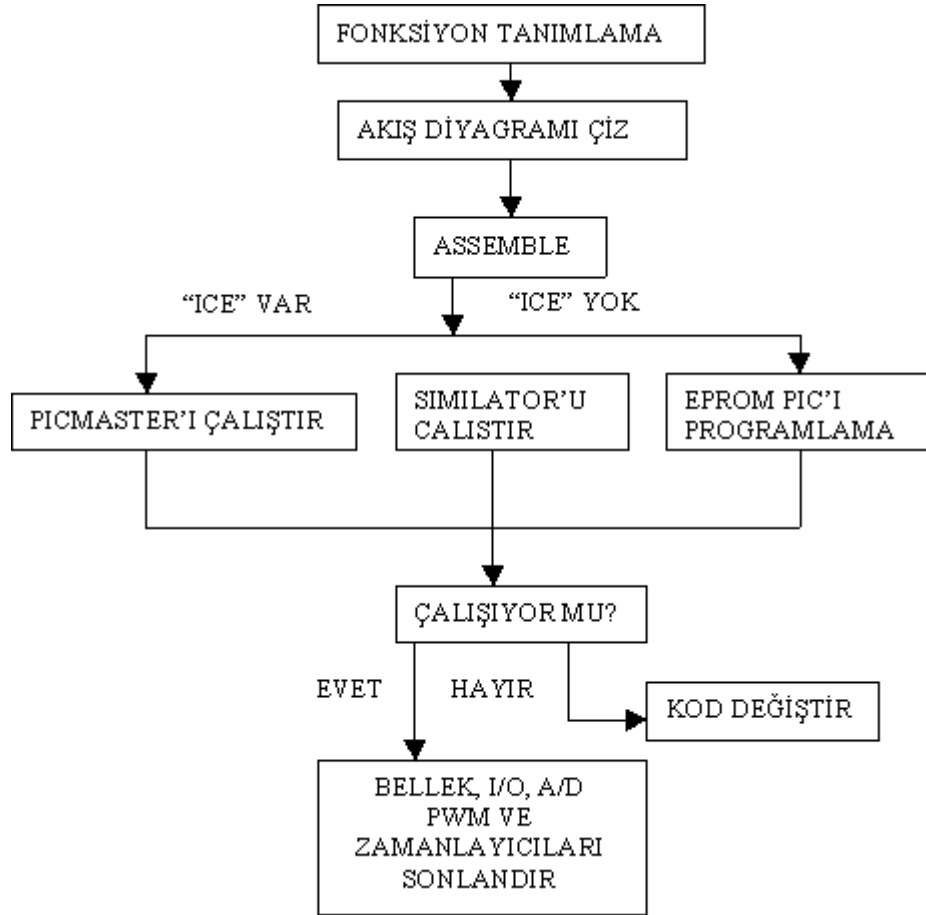 FONKSİYON TANIMLAMA
AKIŞ DİYAGRAMI ÇİZ
ASSEMBLE
“ICE” VAR
“ICE” YOK
PICMASTER’I ÇALIŞTIR
SIMILATOR’U
CALISTIR
EPROM PIC’I
PROGRAMLAMA
ÇALIŞIYOR MU?
EVET
HAYIR
KOD DEĞİŞTİR
BELLEK, I/O, A/D
PWM VE
ZAMANLAYICILARI
SONLANDIR